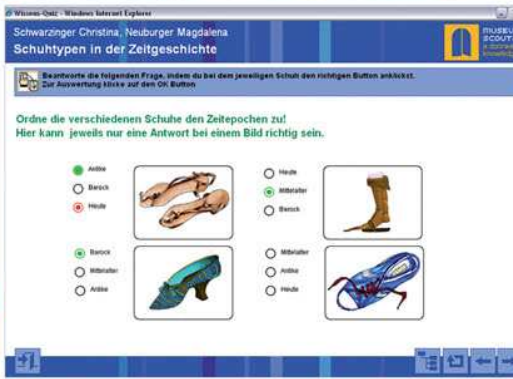 Wissens-Quiz - Windows Internet Explorer
Schwarzinger Christina, Neuburger Magdalena
Schuhtypen in der Zeitgeschichte
MUSEU
SCOUT
Beantworte die folgenden Frage, indem du bei dem jeweiligen Schuh den richtigen Button anklickst.
Zur Auswertung klicke auf den OK Button
Ordne die verschiedenen Schuhe den Zeitepochen zu!
Hier kann jeweils nur eine Antwort bei einem Bild richtig sein.
Antike
Barock
Heute
Heute
Mittelalter
Barock
Barock
Mittelalter
Antike
Mittelalter
Antike
Heute